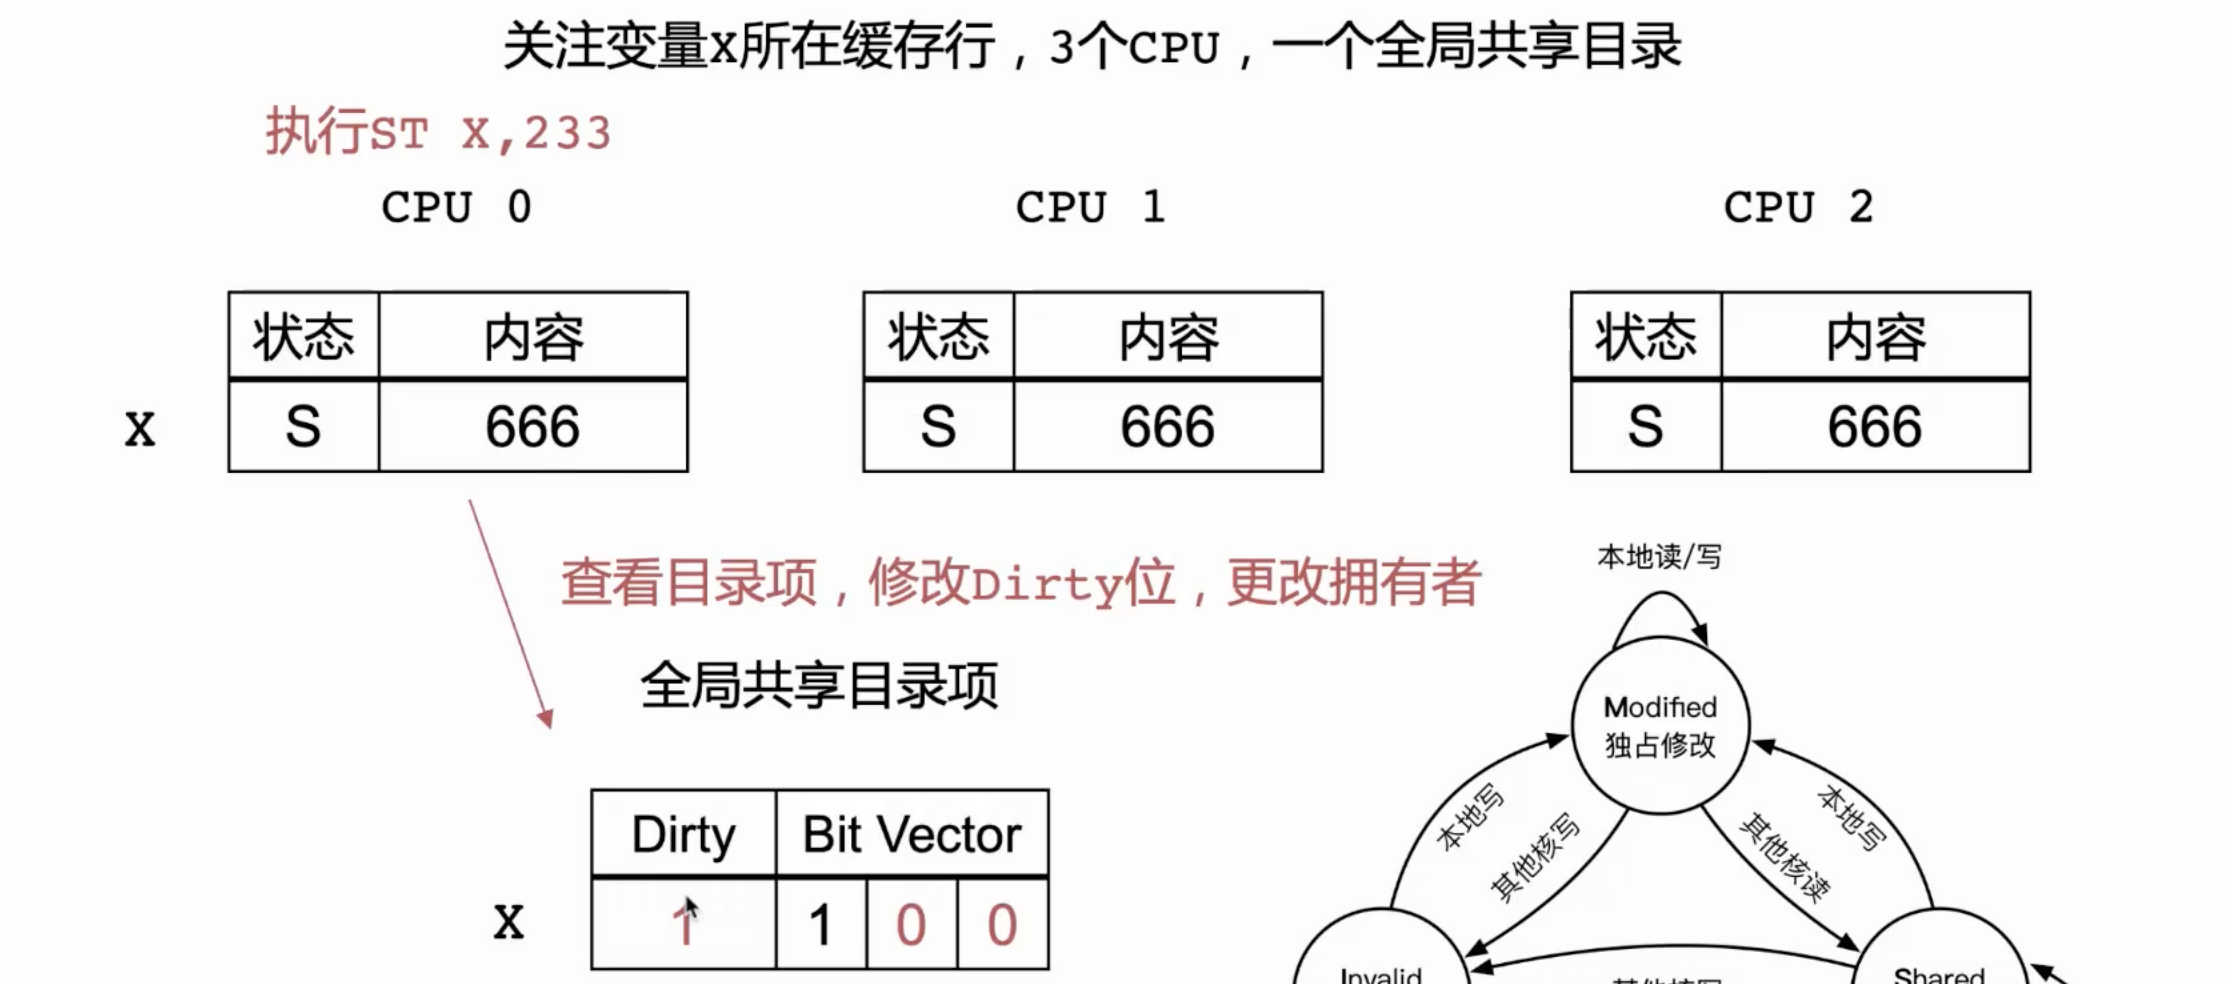 关注变量X所在缓存行，3个CPU，一个全局共享目录
执行ST X,233
CPU 0
CPU 1
CPU 2
状态 内容
状态 内容
状态 内容
X
S 666
S 666
S 666
查看目录项，修改Dirty位，更改拥有者
全局共享目录项
Dirty Bit Vector
X
1 1 0 0
本地读/写
Modified
独占修改
本地写
其他核写
其他核读
本地写
Invalid
其他核写
Shared